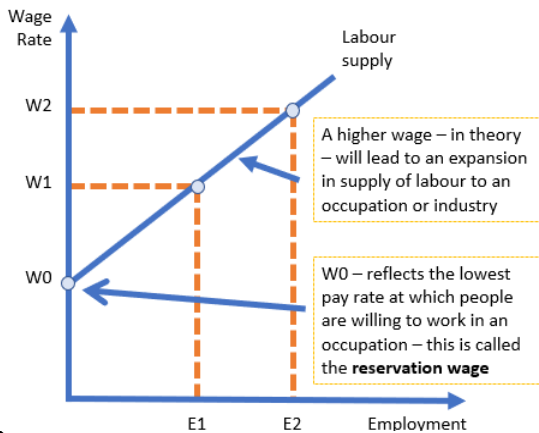 Wage
Rate
Labour
supply
W2
A higher wage – in theory
– will lead to an expansion
in supply of labour to an
occupation or industry
W1
W0
W0 – reflects the lowest
pay rate at which people
are willing to work in an
occupation – this is called
the reservation wage
E1
E2
Employment